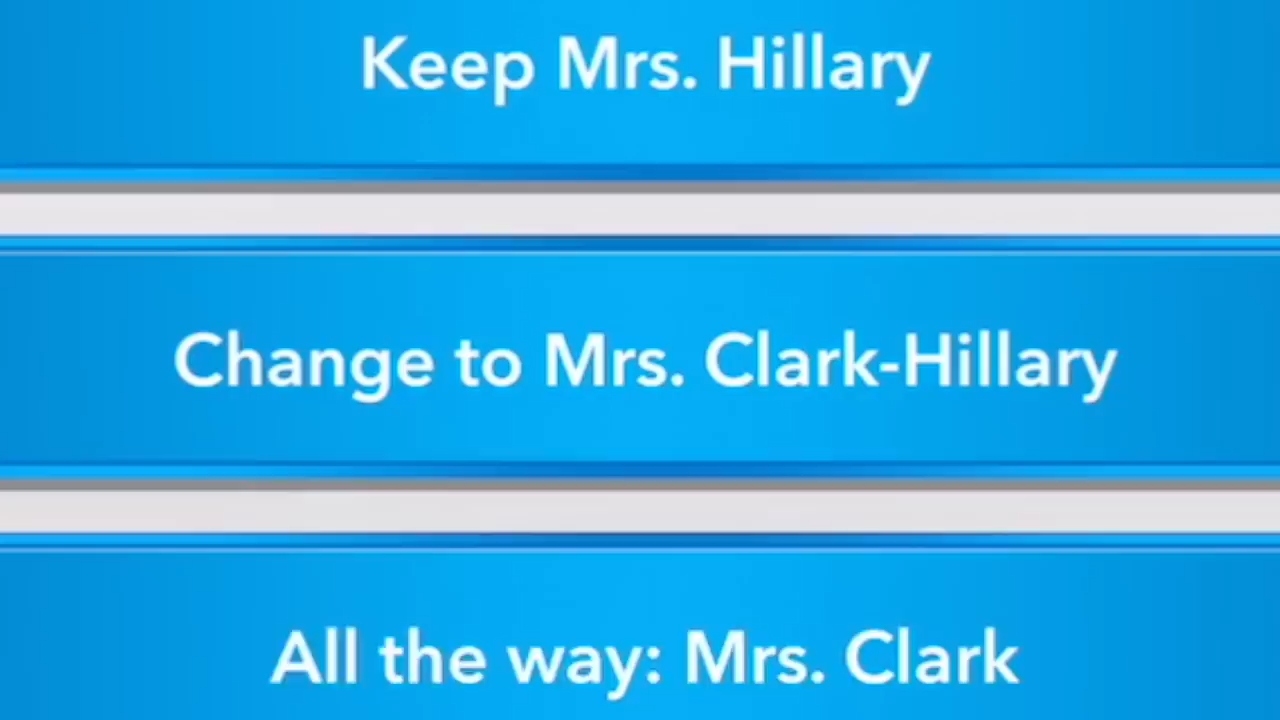 Keep Mrs. Hillary
Change to Mrs. Clark-Hillary
All the way: Mrs. Clark